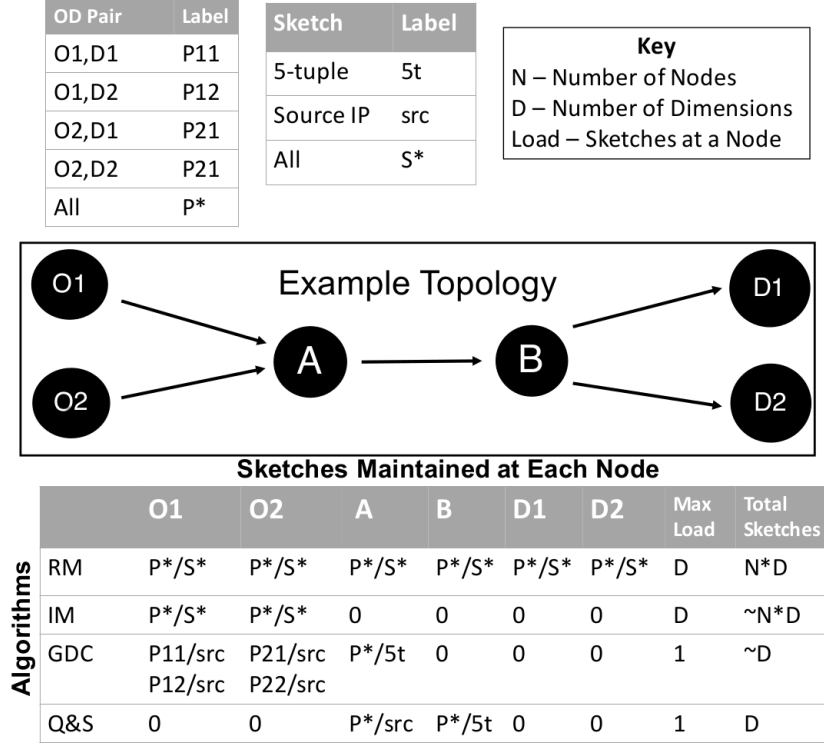 OD Pair Label
O1,D1 P11
O1,D2 P12
O2,D1 P21
O2,D2 P21
All P*
Sketch Label
5-tuple 5t
Source IP src
All S*
Key
N – Number of Nodes
D – Number of Dimensions
Load – Sketches at a Node
Example Topology
O1
O2
A
B
D1
D2
Sketches Maintained at Each Node
Algorithms
O1 O2 A B D1 D2 Max Load Total Sketches
RM P*/S* P*/S* P*/S* P*/S* P*/S* P*/S* D N*D
IM P*/S* P*/S* 0 0 0 0 D ~N*D
GDC P11/src P21/src P*/5t 0 0 0 1 ~D
P12/src P22/src
Q&S 0 0 P*/src P*/5t 0 0 1 D